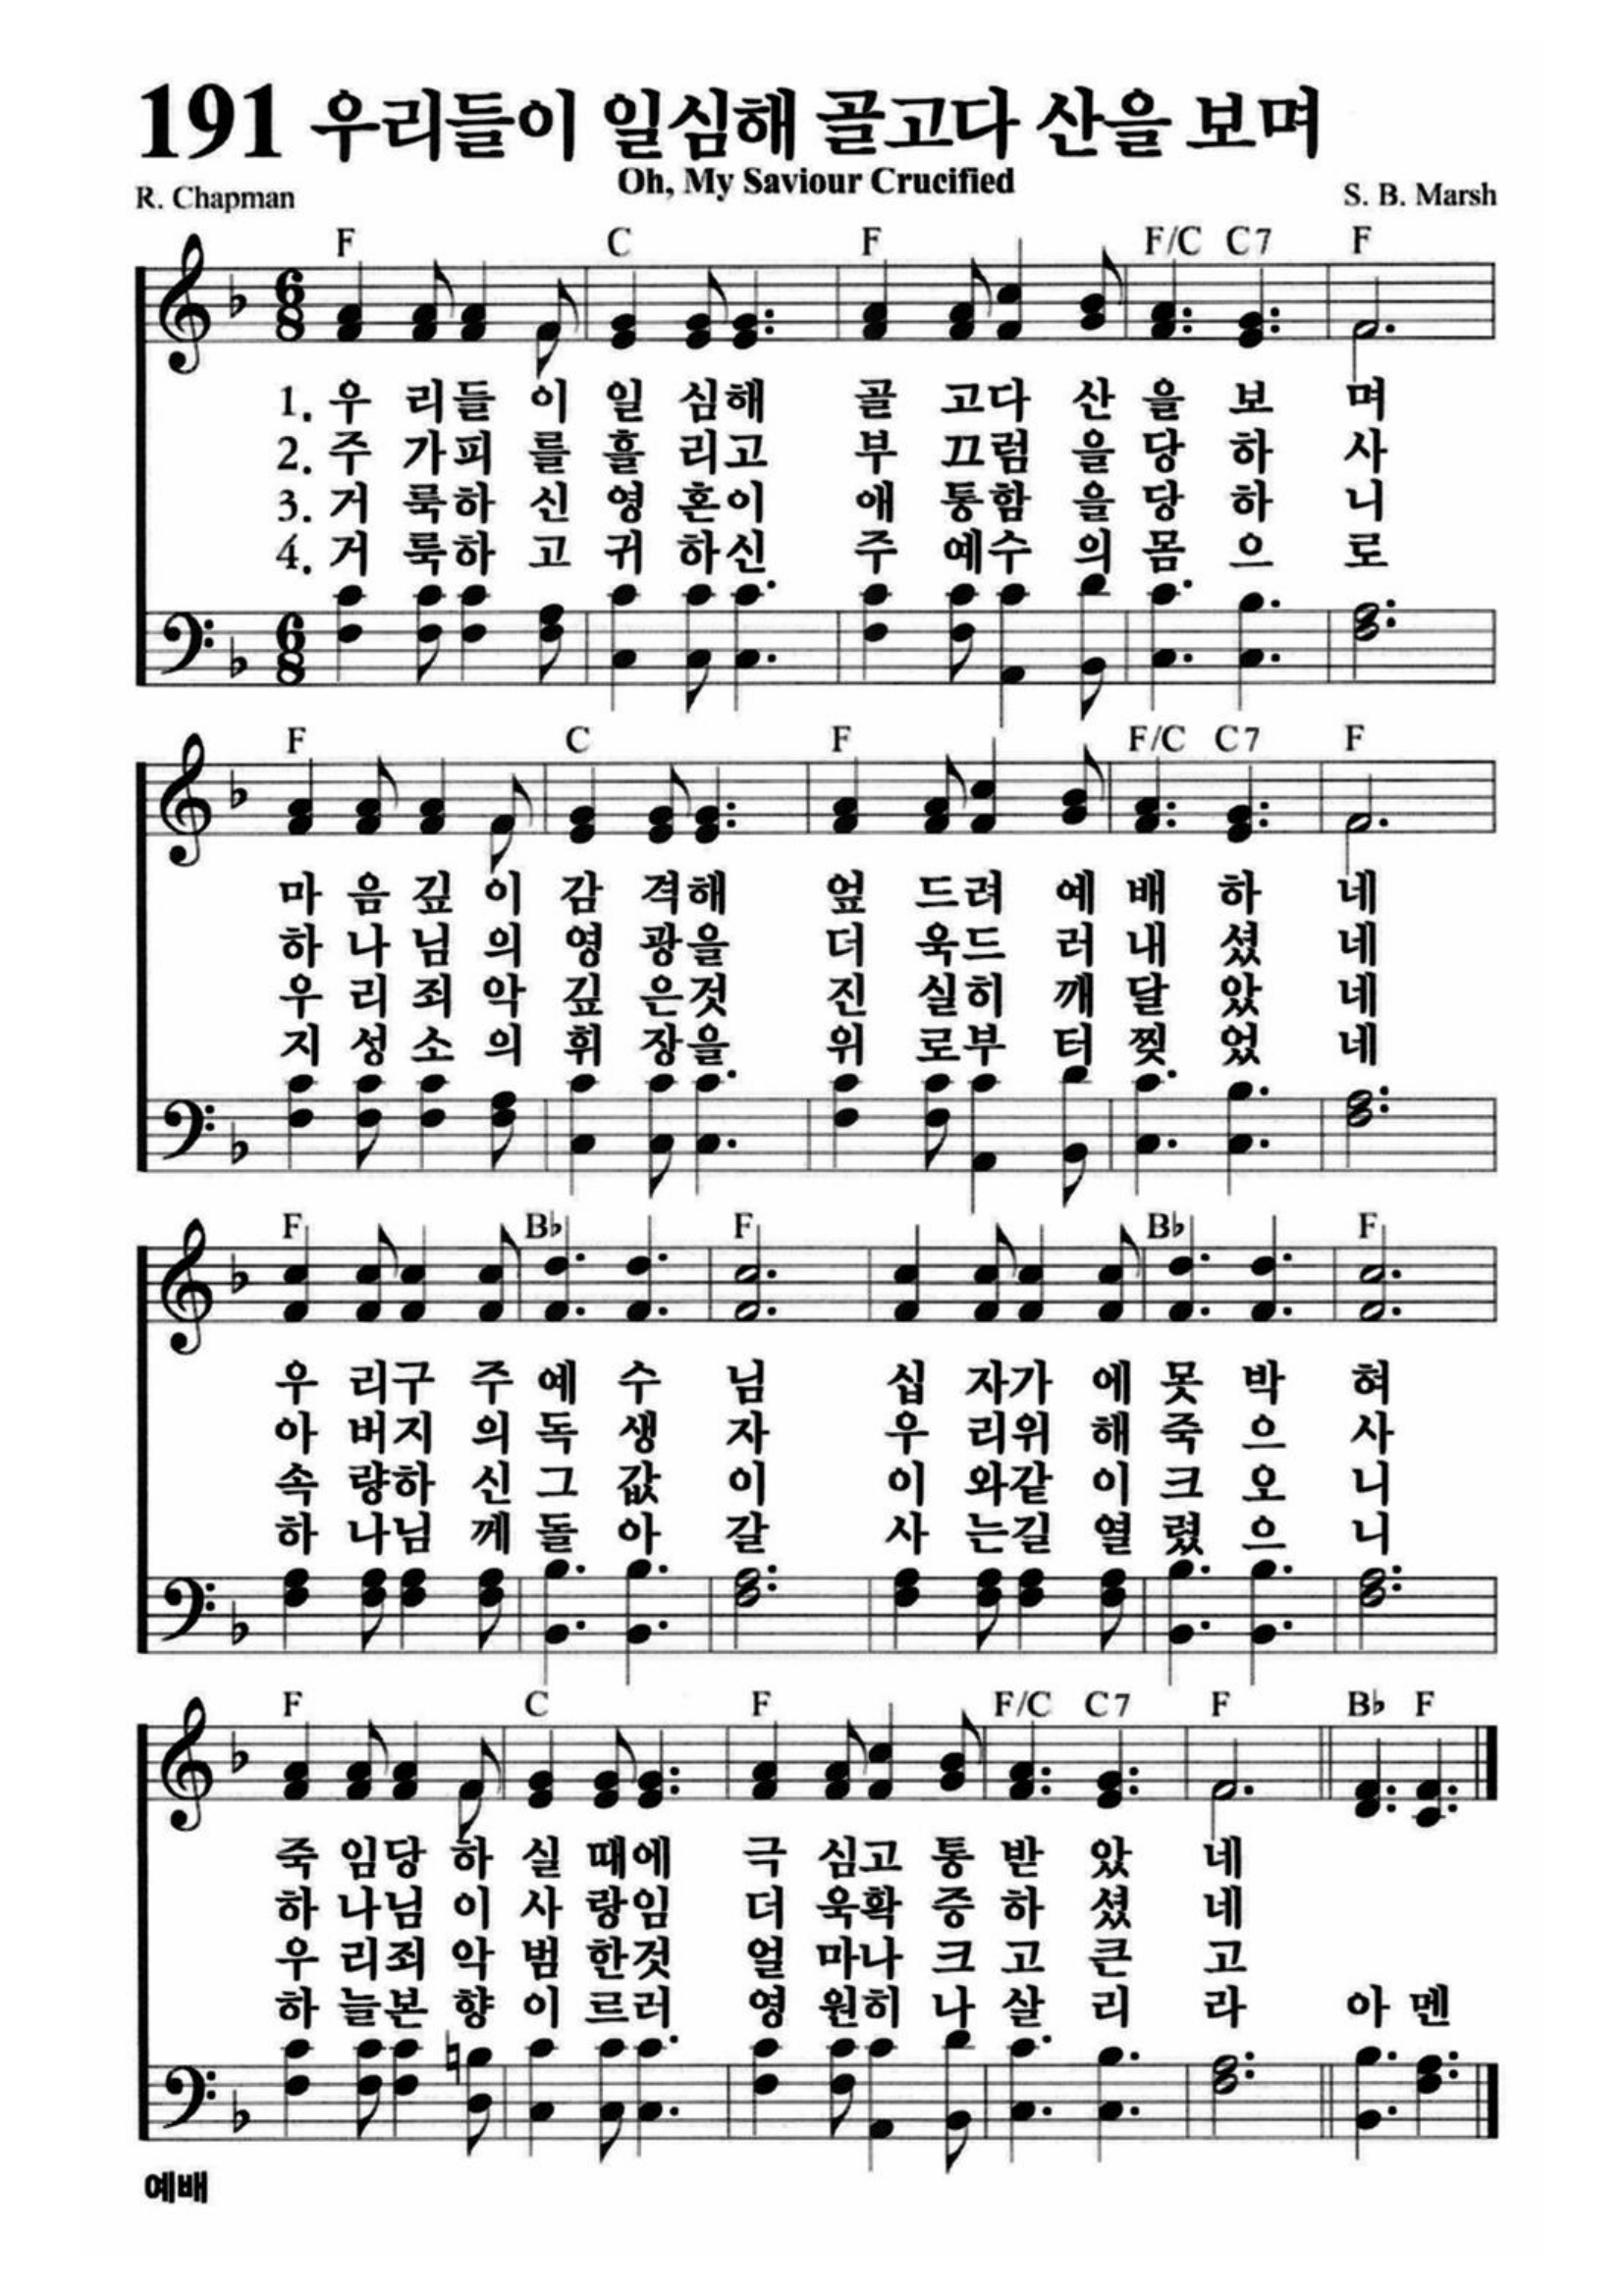 191 우리들이 일심해 골고다 산을 보며
Oh, My Saviour Crucified
R. Chapman
S. B. Marsh
F C F F/C C7 F
1. 우 리들 이 일 심해 골 고다 산 을 보 며
2. 주 가피 를 흘 리고 부 끄럼 을 당 하 사
3. 거 룩하 신 영 혼이 애 통함 을 당 하 니
4. 거 룩하 고 귀 하신 주 예수 의 몸 으 로
F C F F/C C7 F
마 음 깊 이 감 격해 엎 드려 예 배 하 네
하 나 님 의 영 광을 더 욱드 러 내 셨 네
우 리 죄 악 깊 은것 진 실히 깨 달 았 네
지 성 소 의 휘 장을 위 로부 터 찢 었 네
F B♭ F B♭ F
우 리구 주 예 수 님 십 자가 에 못 박 혀
아 버지 의 독 생 자 우 리위 해 죽 으 사
속 량하 신 그 값 이 이 와같 이 크 오 니
하 나님 께 돌 아 갈 사 는길 열 렸 으 니
F C F F/C C7 F B♭ F
죽 임당 하 실 때에 극 심고 통 받 았 네
하 나님 이 사 랑임 더 욱확 증 하 셨 네
우 리죄 악 범 한것 얼 마나 크 고 큰 고
하 늘본 향 이 르러 영 원히 나 살 리 라 아 멘
예배